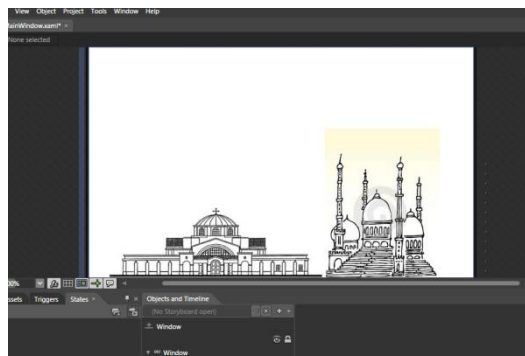 View Object Project Tools Window Help
MainWindow.xaml* ×
None selected
00%
ssets Triggers States × Objects and Timeline
(No Storyboard open)
Window
Window